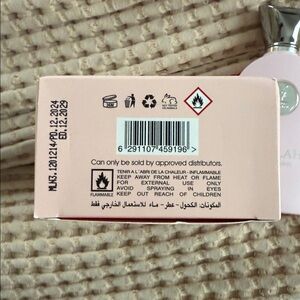 MLN3.1201214/PD.12.2024
ED.12.2029
6 291107 459196 >
Can only be sold by approved distributors.
TENIR A L'ABRI DE LA CHALEUR - INFLAMMABLE
KEEP AWAY FROM HEAT OR FLAME
FOR EXTERNAL USE ONLY
AVOID SPRAYING IN EYES
KEEP OUT REACH OF CHILDREN
FLAMMABLE
المكونات: الكحول - عطر - ماء للاستعمال الخارجي فقط
LAH